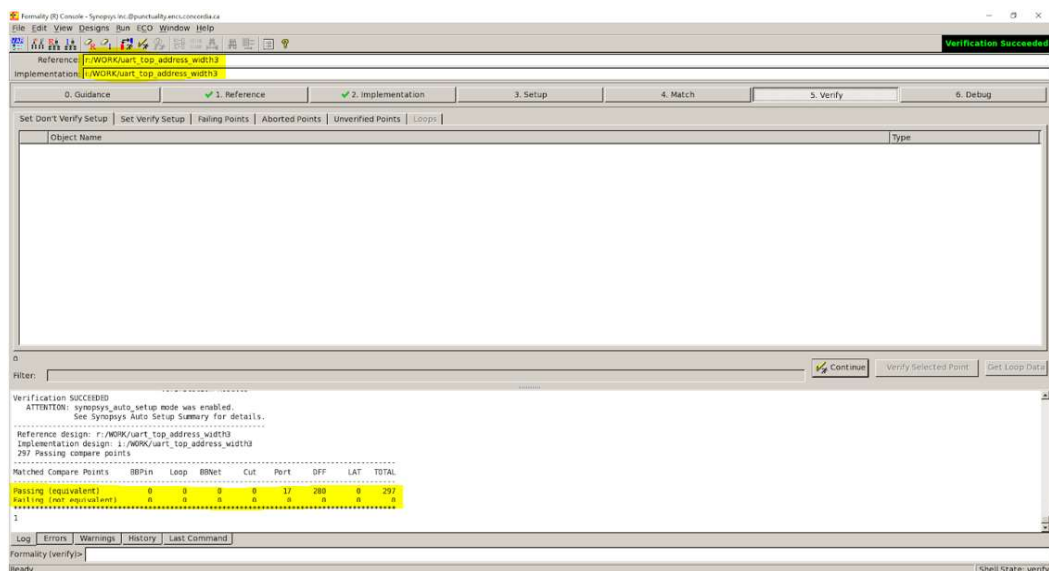 Formality (R) Console - Synopsys Inc.@punctuality.encs.concordia.ca
File Edit View Designs Run ECO Window Help
Verification Succeeded
Reference: r:/WORK/uart_top_address_width3
Implementation: i:/WORK/uart_top_address_width3
0. Guidance 1. Reference 2. Implementation 3. Setup 4. Match 5. Verify 6. Debug
Set Don't Verify Setup Set Verify Setup Failing Points Aborted Points Unverified Points Loops
Object Name Type
0
Filter: Continue Verify Selected Point Get Loop Data
Verification SUCCEEDED
ATTENTION: synopsys_auto_setup mode was enabled.
See Synopsys Auto Setup Summary for details.
----------------------------------------
Reference design: r:/WORK/uart_top_address_width3
Implementation design: i:/WORK/uart_top_address_width3
297 Passing compare points
----------------------------------------
Matched Compare Points BBPin Loop BBNet Cut Port DFF LAT TOTAL
----------------------------------------
Passing (equivalent) 0 0 0 0 17 280 0 297
Failing (not equivalent) 0 0 0 0 0 0 0 0
****************************************
1
Log Errors Warnings History Last Command
Formality (verify)>
Ready Shell State: verify